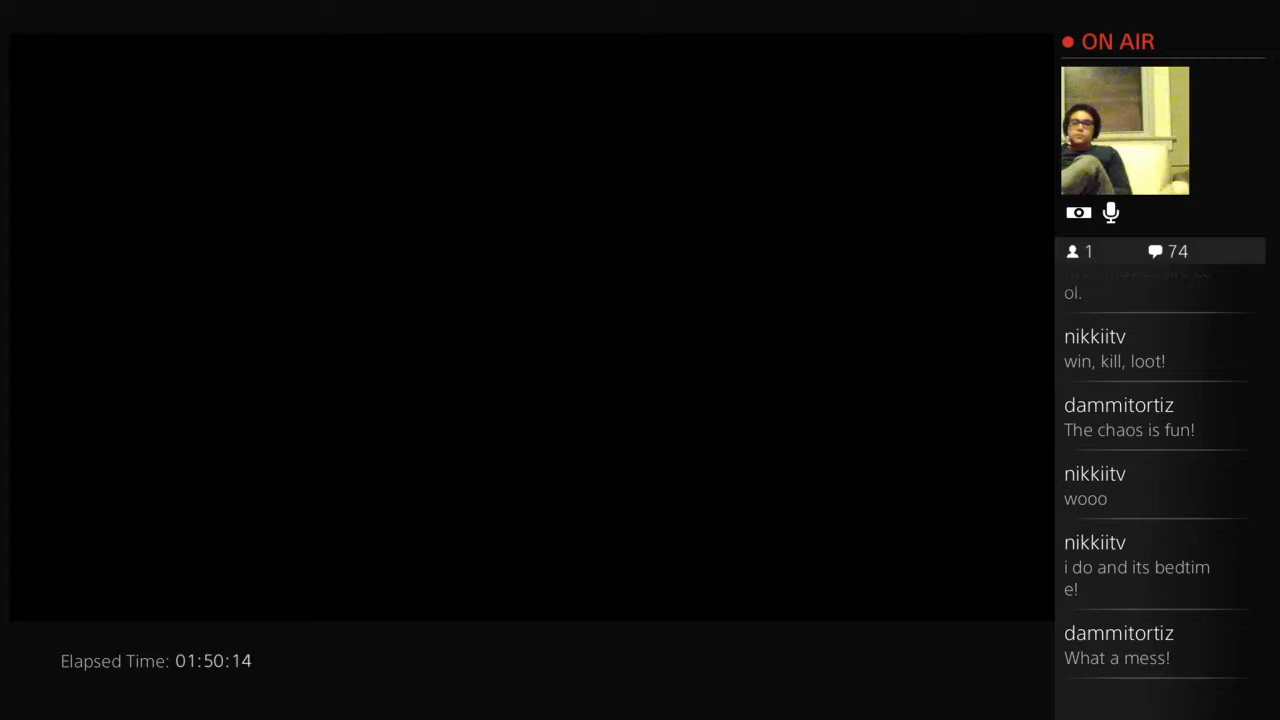 ON AIR
1 74
ol.
nikkiitv
win, kill, loot!
dammitortiz
The chaos is fun!
nikkiitv
wooo
nikkiitv
i do and its bedtim
e!
dammitortiz
What a mess!
Elapsed Time: 01:50:14